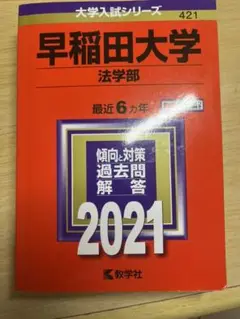 大学入試シリーズ
421
早稲田大学
法学部
最近6カ年
傾向と対策
過去問
解答
2021
教学社